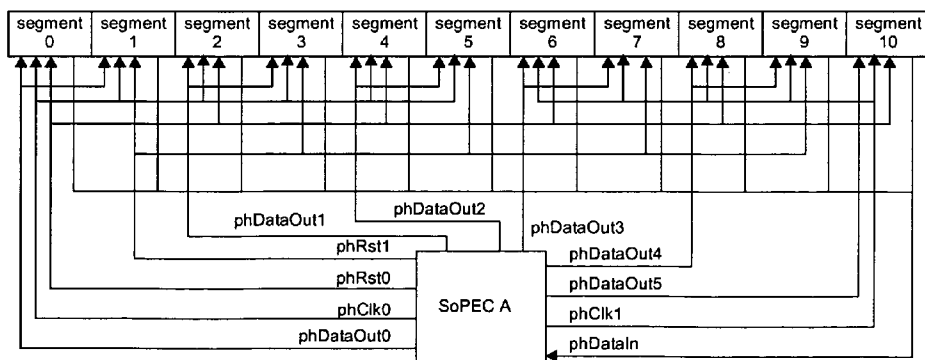 segment 0 segment 1 segment 2 segment 3 segment 4 segment 5 segment 6 segment 7 segment 8 segment 9 segment 10
phDataOut1
phDataOut2
phDataOut3
phRst1
phDataOut4
phRst0
phDataOut5
SoPEC A
phClk0
phClk1
phDataOut0
phDataIn